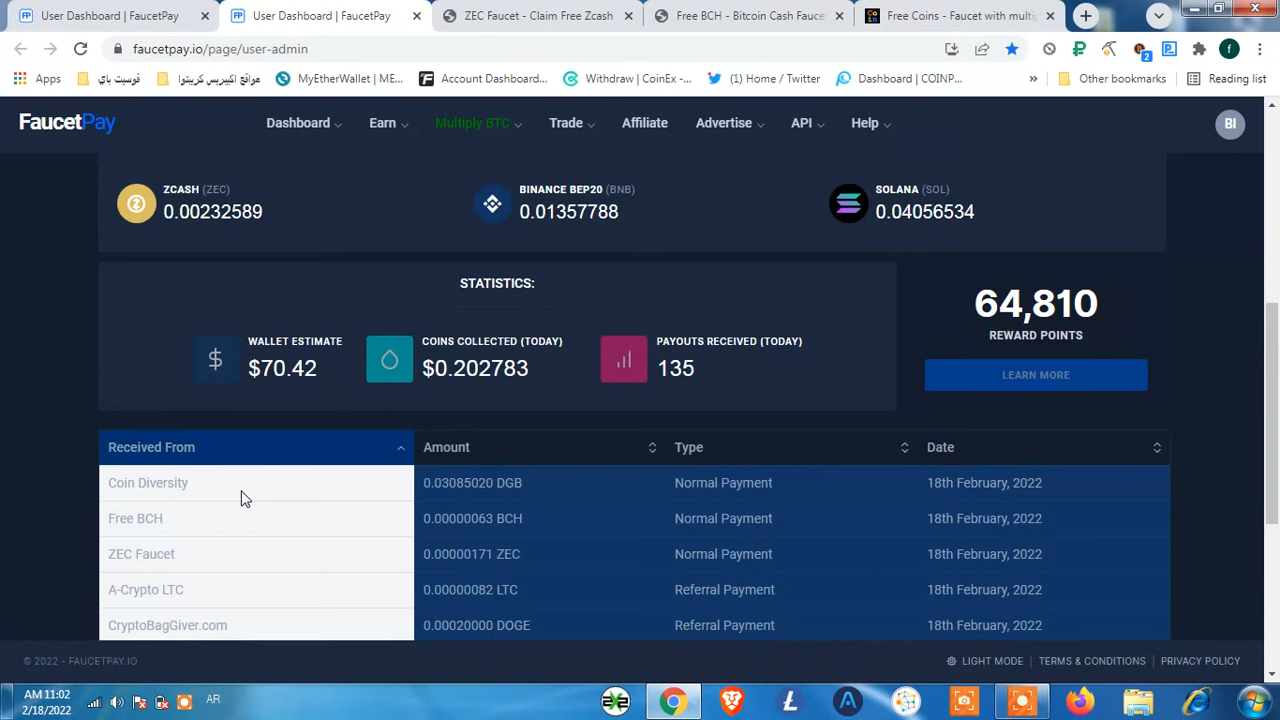 User Dashboard | FaucetPay
User Dashboard | FaucetPay
ZEC Faucet - Claim Free Zcash
Free BCH - Bitcoin Cash Faucet
Free Coins - Faucet with multip
faucetpay.io/page/user-admin
f
2
Apps
فوسيت باي
مواقع اكبيرس كريبتوا
MyEtherWallet | ME...
Account Dashboard...
Withdraw | CoinEx -...
(1) Home / Twitter
Dashboard | COINP...
»
Other bookmarks
Reading list
FaucetPay
Dashboard
Earn
Multiply BTC
Trade
Affiliate
Advertise
API
Help
BI
ZCASH (ZEC)
0.00232589
BINANCE BEP20 (BNB)
0.01357788
SOLANA (SOL)
0.04056534
STATISTICS:
WALLET ESTIMATE
$70.42
COINS COLLECTED (TODAY)
$0.202783
PAYOUTS RECEIVED (TODAY)
135
64,810
REWARD POINTS
LEARN MORE
Received From Amount Type Date
Coin Diversity 0.03085020 DGB Normal Payment 18th February, 2022
Free BCH 0.00000063 BCH Normal Payment 18th February, 2022
ZEC Faucet 0.00000171 ZEC Normal Payment 18th February, 2022
A-Crypto LTC 0.00000082 LTC Referral Payment 18th February, 2022
CryptoBagGiver.com 0.00020000 DOGE Referral Payment 18th February, 2022
© 2022 - FAUCETPAY.IO
LIGHT MODE | TERMS & CONDITIONS | PRIVACY POLICY
AM 11:02
2/18/2022
AR